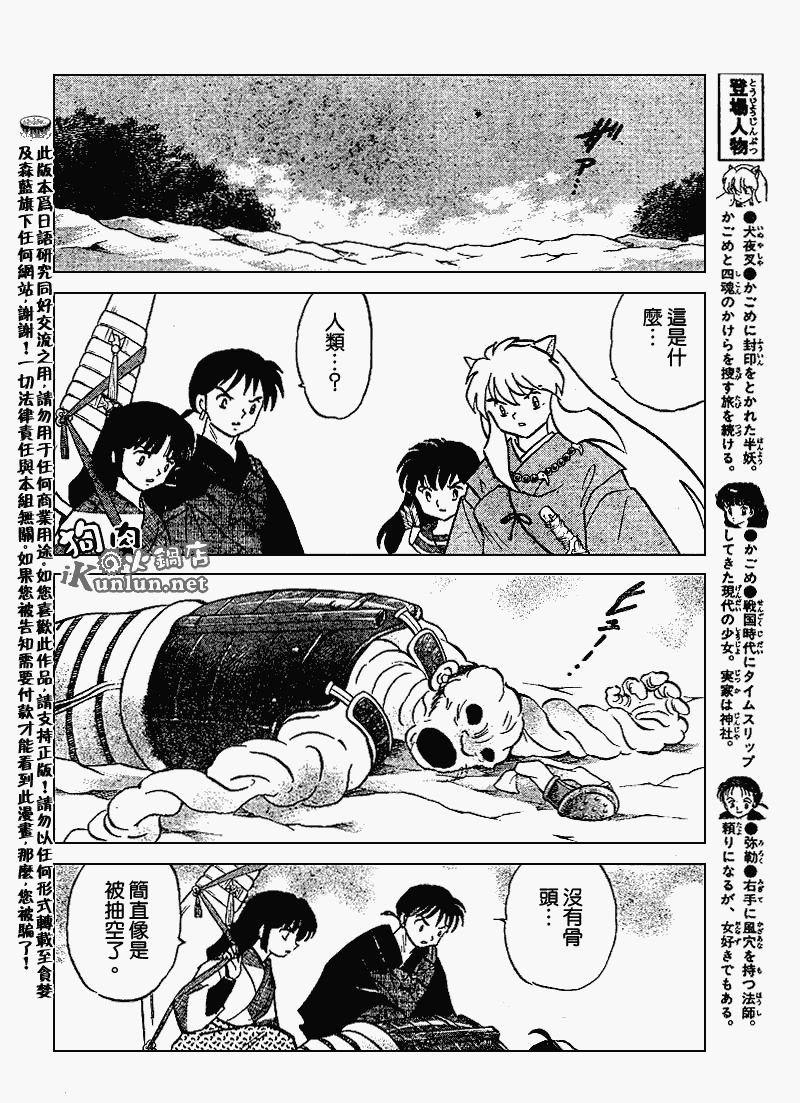 登場人物
とうじょうじんぶつ
●犬夜叉●かごめに封印をとかれた半妖。
かごめと四魂のかけらを捜す旅を続ける。
●かごめ●戦国時代にタイムスリップ
してきた現代の少女。実家は神社。
●弥勒●右手に風穴を持つ法師。
頼りになるが、女好きでもある。
ザザ
ァ…
這是什
麼…
人類…?
ヒュー…
沒有骨
頭…
簡直像是
被抽空了。
狗肉火鍋店
iKunlun.net
此版本爲日語研究同好交流之用,請勿用于任何商業用途。如您喜歡此作品,請支持正版!請勿以任何形式轉載至貪婪
及森藍旗下任何網站,謝謝!一切法律責任與本組無關。如果您被告知需要付款才能看到此漫畫,那麼,您被騙了!